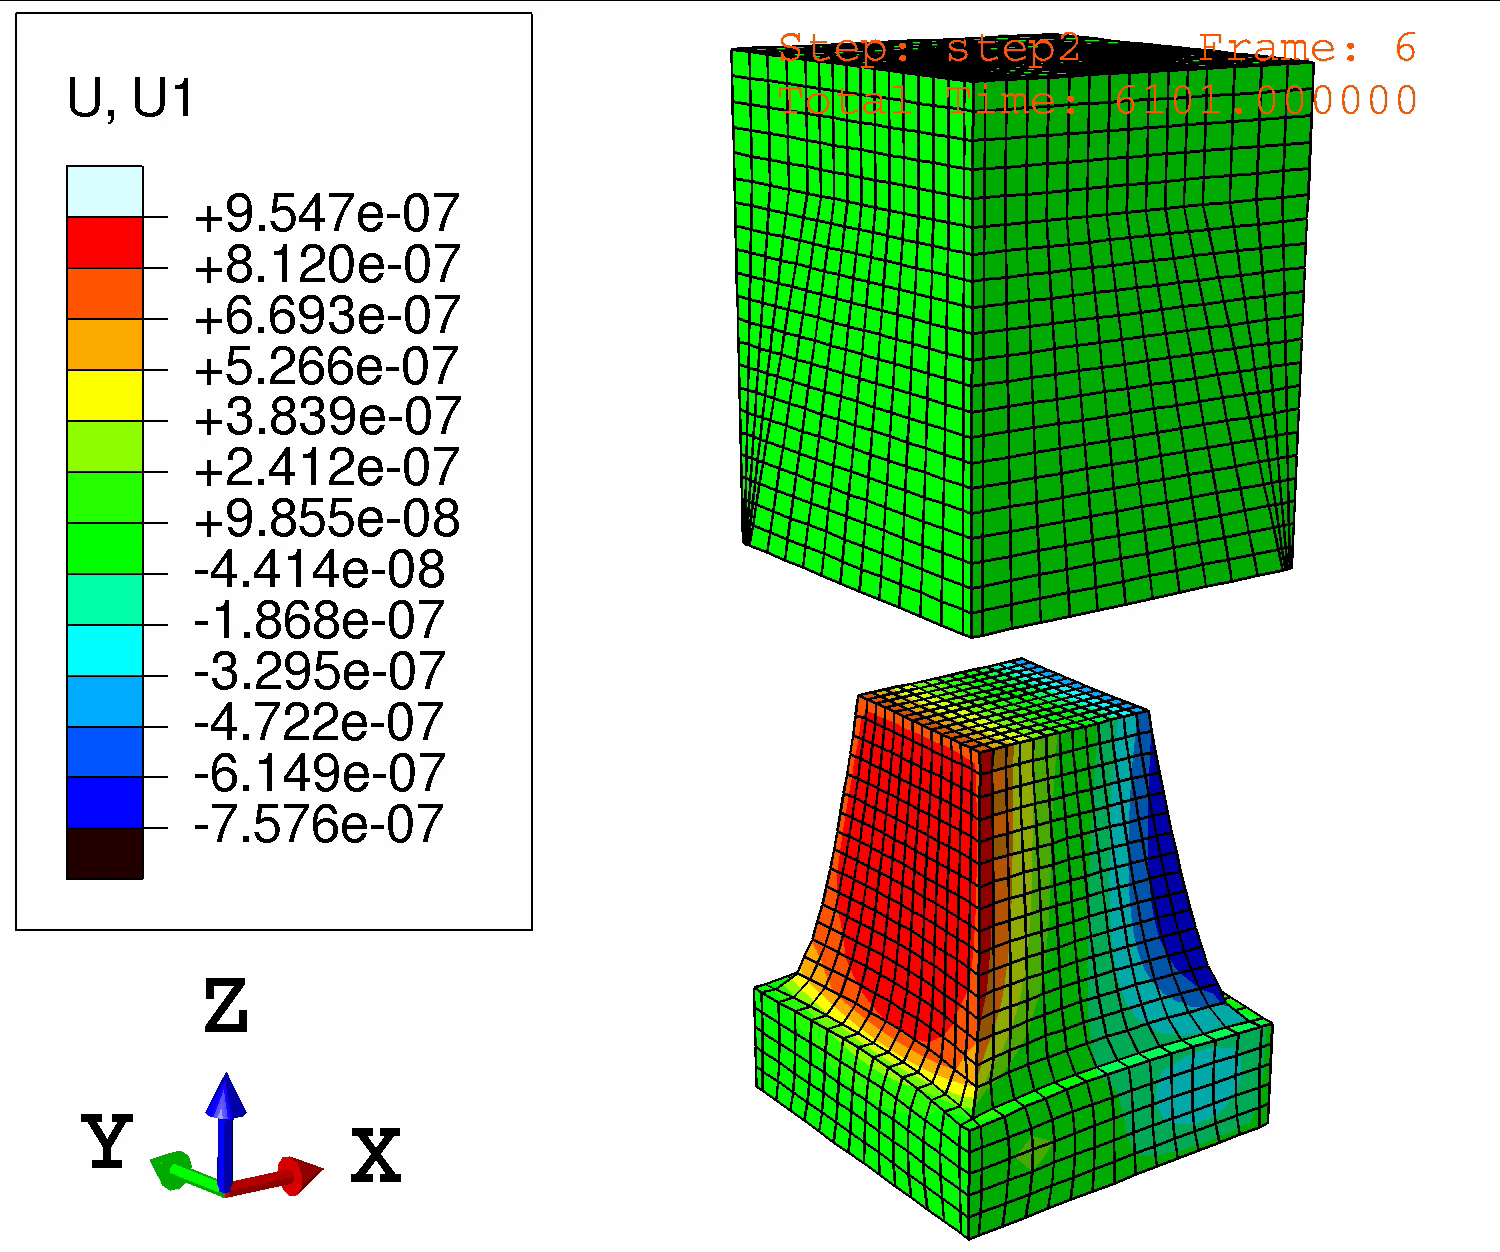 Step: step2 Frame: 6
Total Time: 6101.000000
U, U1
+9.547e-07
+8.120e-07
+6.693e-07
+5.266e-07
+3.839e-07
+2.412e-07
+9.855e-08
-4.414e-08
-1.868e-07
-3.295e-07
-4.722e-07
-6.149e-07
-7.576e-07
Z
Y
X